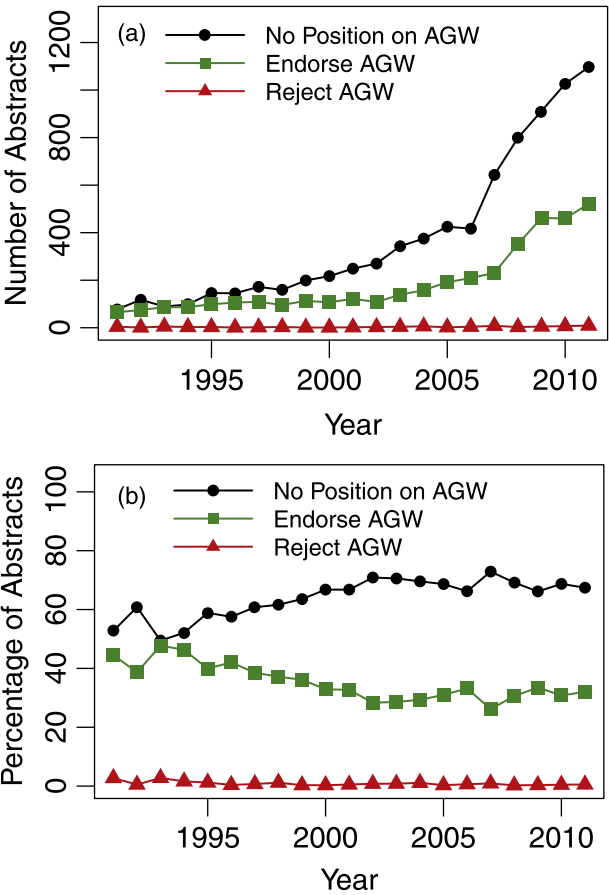 (a)
No Position on AGW
Endorse AGW
Reject AGW
Number of Abstracts
0
400
800
1200
1995
2000
2005
2010
Year
(b)
No Position on AGW
Endorse AGW
Reject AGW
Percentage of Abstracts
0
20
40
60
80
100
1995
2000
2005
2010
Year